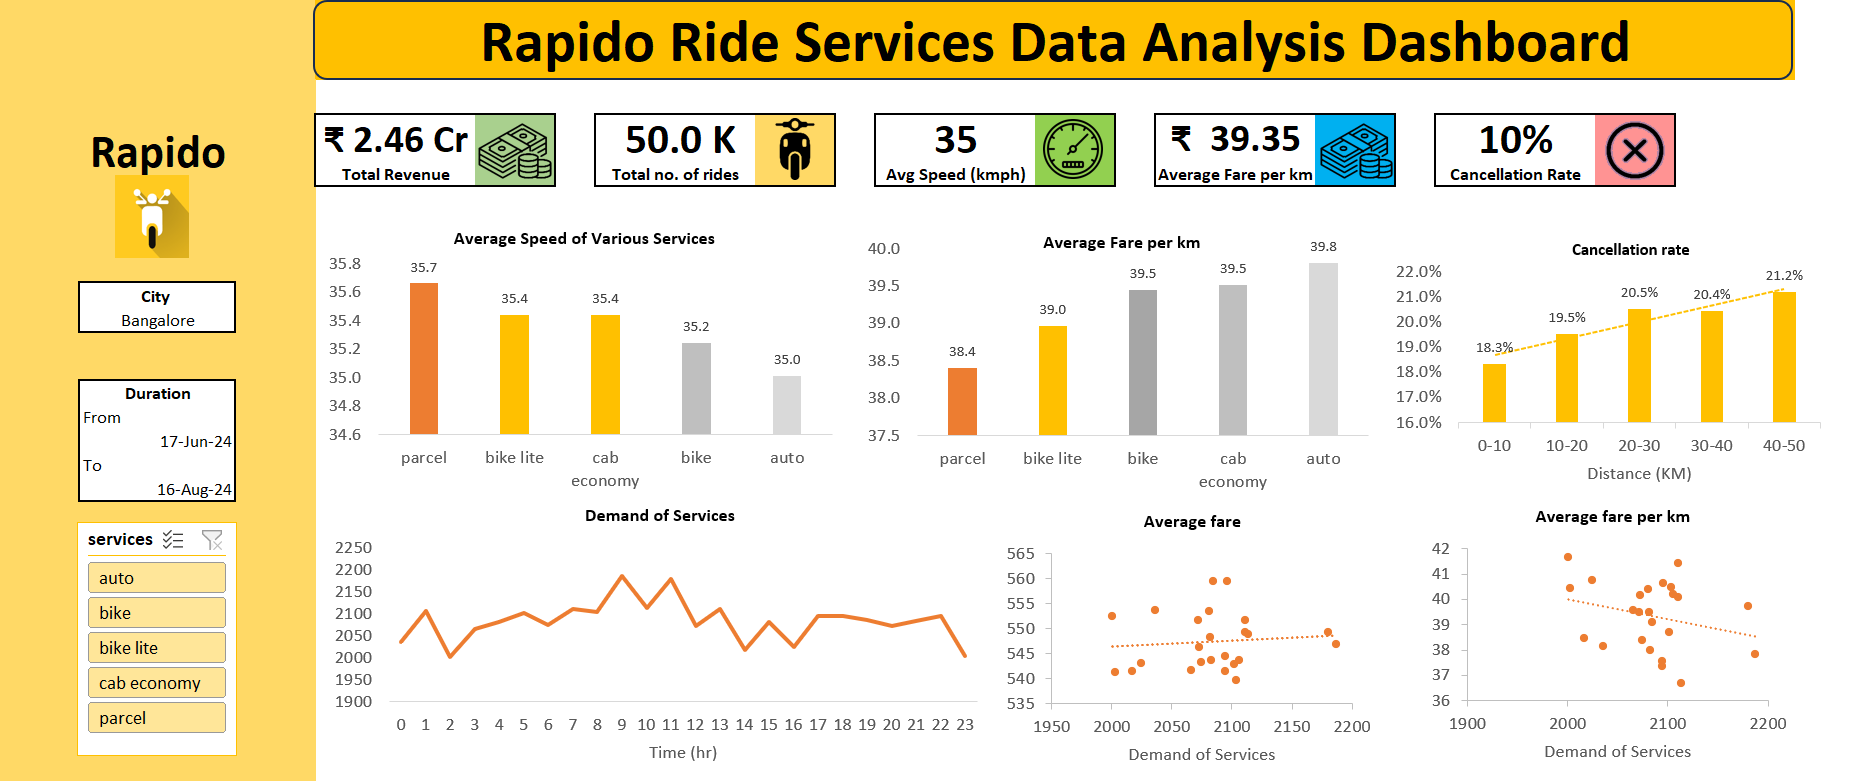 Rapido Ride Services Data Analysis Dashboard
Rapido
City
Bangalore
Duration
From
17-Jun-24
To
16-Aug-24
services
auto
bike
bike lite
cab economy
parcel
₹ 2.46 Cr
Total Revenue
50.0 K
Total no. of rides
35
Avg Speed (kmph)
₹ 39.35
Average Fare per km
10%
Cancellation Rate
Average Speed of Various Services
35.8
35.6
35.4
35.2
35.0
34.8
34.6
35.7
35.4
35.4
35.2
35.0
parcel
bike lite
cab
economy
bike
auto
Average Fare per km
40.0
39.5
39.0
38.5
38.0
37.5
38.4
39.0
39.5
39.5
39.8
parcel
bike lite
bike
cab
economy
auto
Cancellation rate
22.0%
21.0%
20.0%
19.0%
18.0%
17.0%
16.0%
18.3%
19.5%
20.5%
20.4%
21.2%
0-10 10-20 20-30 30-40 40-50
Distance (KM)
Demand of Services
2250
2200
2150
2100
2050
2000
1950
1900
0 1 2 3 4 5 6 7 8 9 10 11 12 13 14 15 16 17 18 19 20 21 22 23
Time (hr)
Average fare
565
560
555
550
545
540
535
1950 2000 2050 2100 2150 2200
Demand of Services
Average fare per km
42
41
40
39
38
37
36
1900 2000 2100 2200
Demand of Services